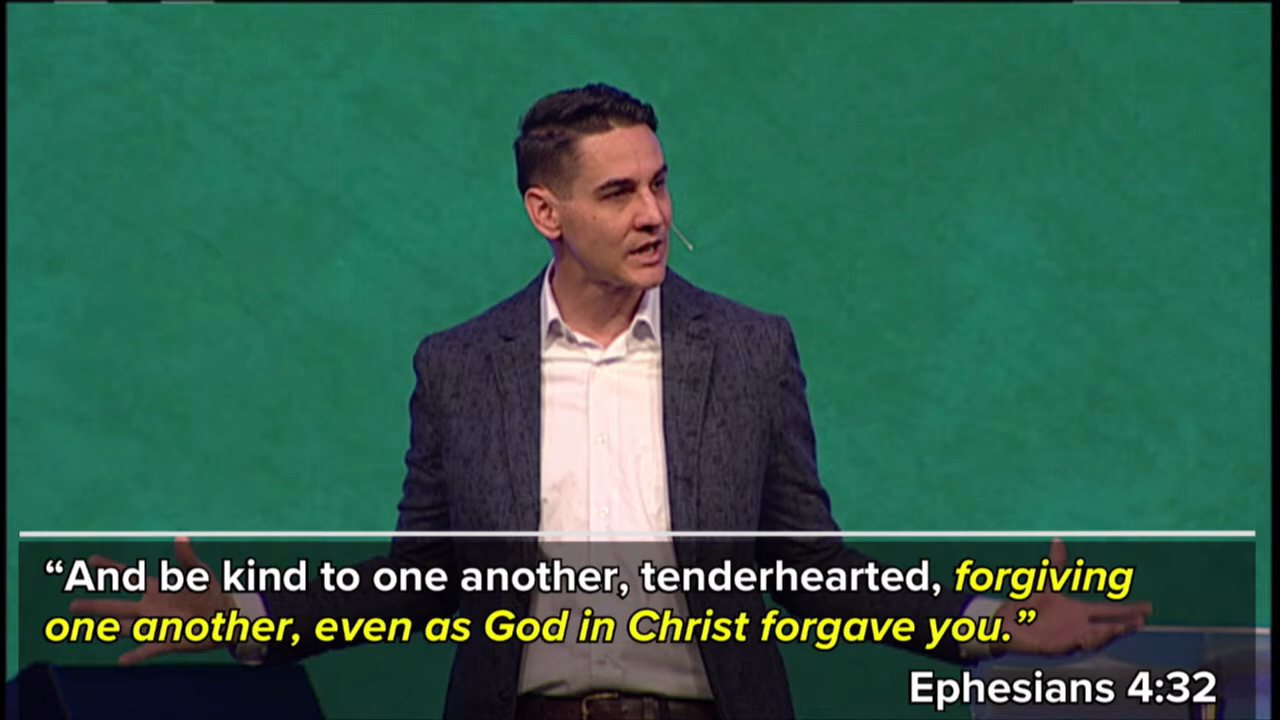 “And be kind to one another, tenderhearted, forgiving
one another, even as God in Christ forgave you.”
Ephesians 4:32